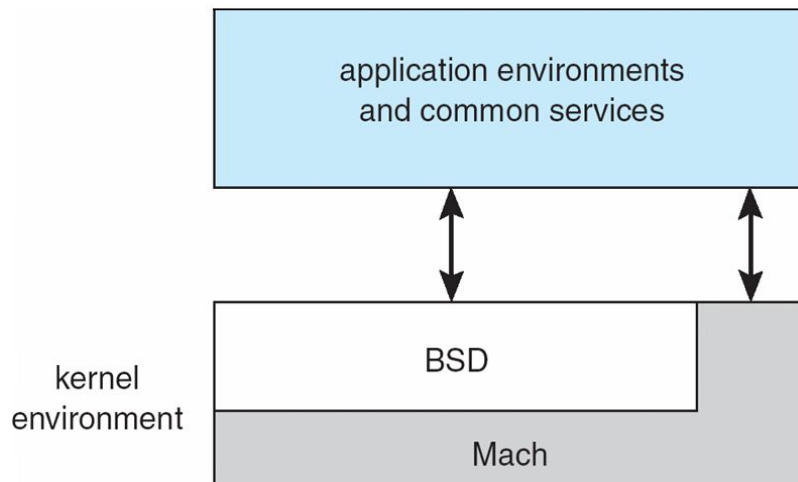 application environments
and common services
BSD
kernel
environment
Mach